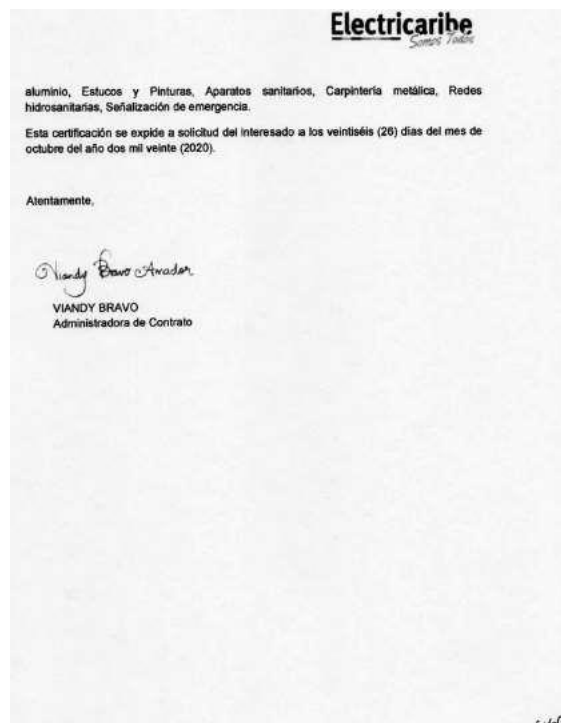 Electricaribe
Somos Todos
aluminio, Estucos y Pinturas, Aparatos sanitarios, Carpintería metálica, Redes
hidrosanitarias, Señalización de emergencia.
Esta certificación se expide a solicitud del interesado a los veintiséis (26) días del mes de
octubre del año dos mil veinte (2020).
Atentamente,
Viandy Bravo Amador
VIANDY BRAVO
Administradora de Contrato